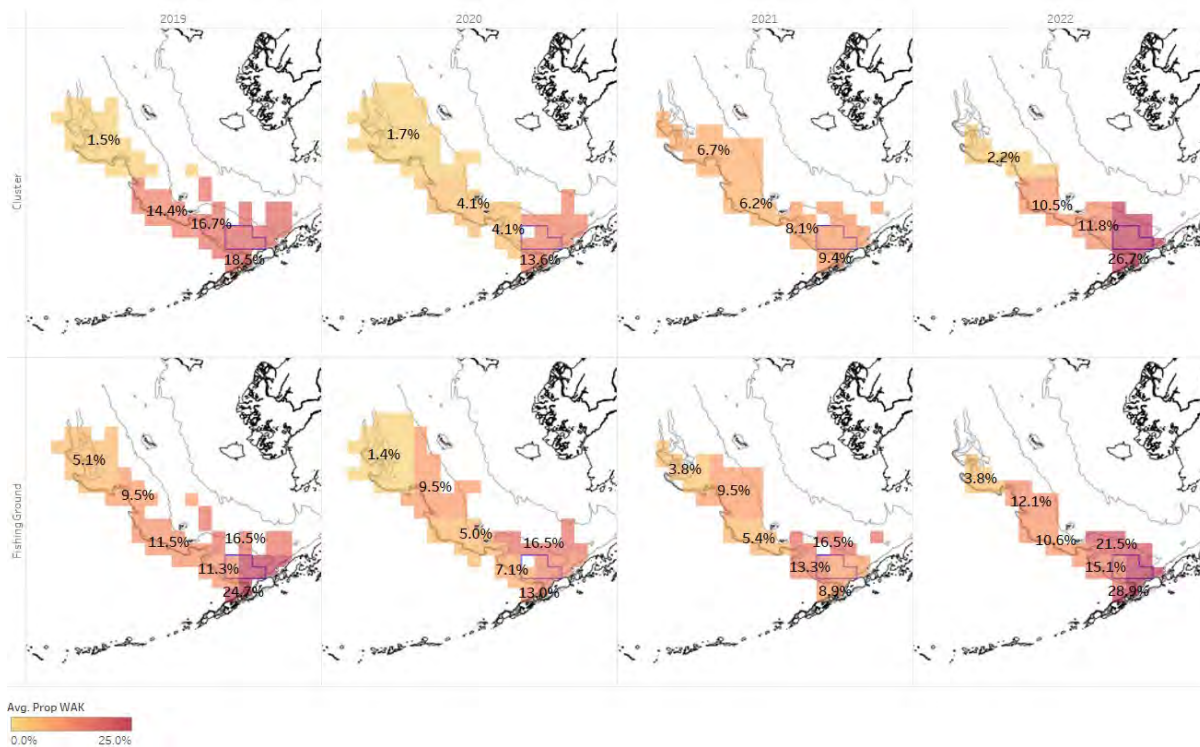 2019 2020 2021 2022
Cluster
1.5% 1.7% 6.7% 2.2%
14.4% 4.1% 6.2% 10.5%
16.7% 4.1% 8.1% 11.8%
18.5% 13.6% 9.4% 26.7%
FishingGround
5.1% 1.4% 3.8% 3.8%
9.5% 9.5% 9.5% 12.1%
11.5% 5.0% 5.4% 10.6%
16.5% 16.5% 16.5% 21.5%
11.3% 7.1% 13.3% 15.1%
24.7% 13.0% 8.9% 28.9%
Avg. Prop WAK
0.0% 25.0%